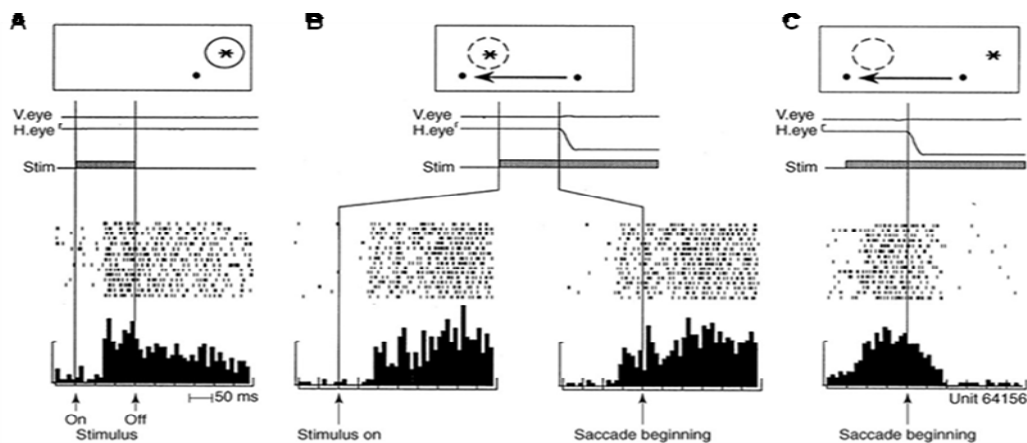 A
B
C
V.eye
H.eye
Stim
V.eye
H.eye
Stim
V.eye
H.eye
Stim
50 ms
On
Off
Stimulus
Stimulus on
Saccade beginning
Unit 64156
Saccade beginning